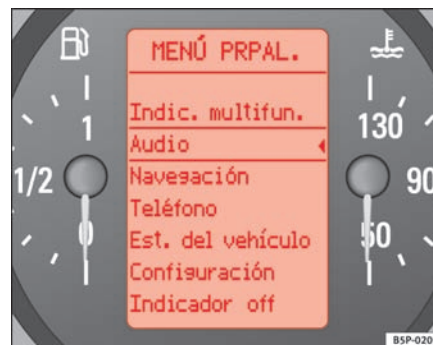 MENÚ PRPAL.
Indic. multifun.
Audio
Navegación
Teléfono
Est. del vehículo
Configuración
Indicador off
1
1/2
0
130
90
50
B5P-020